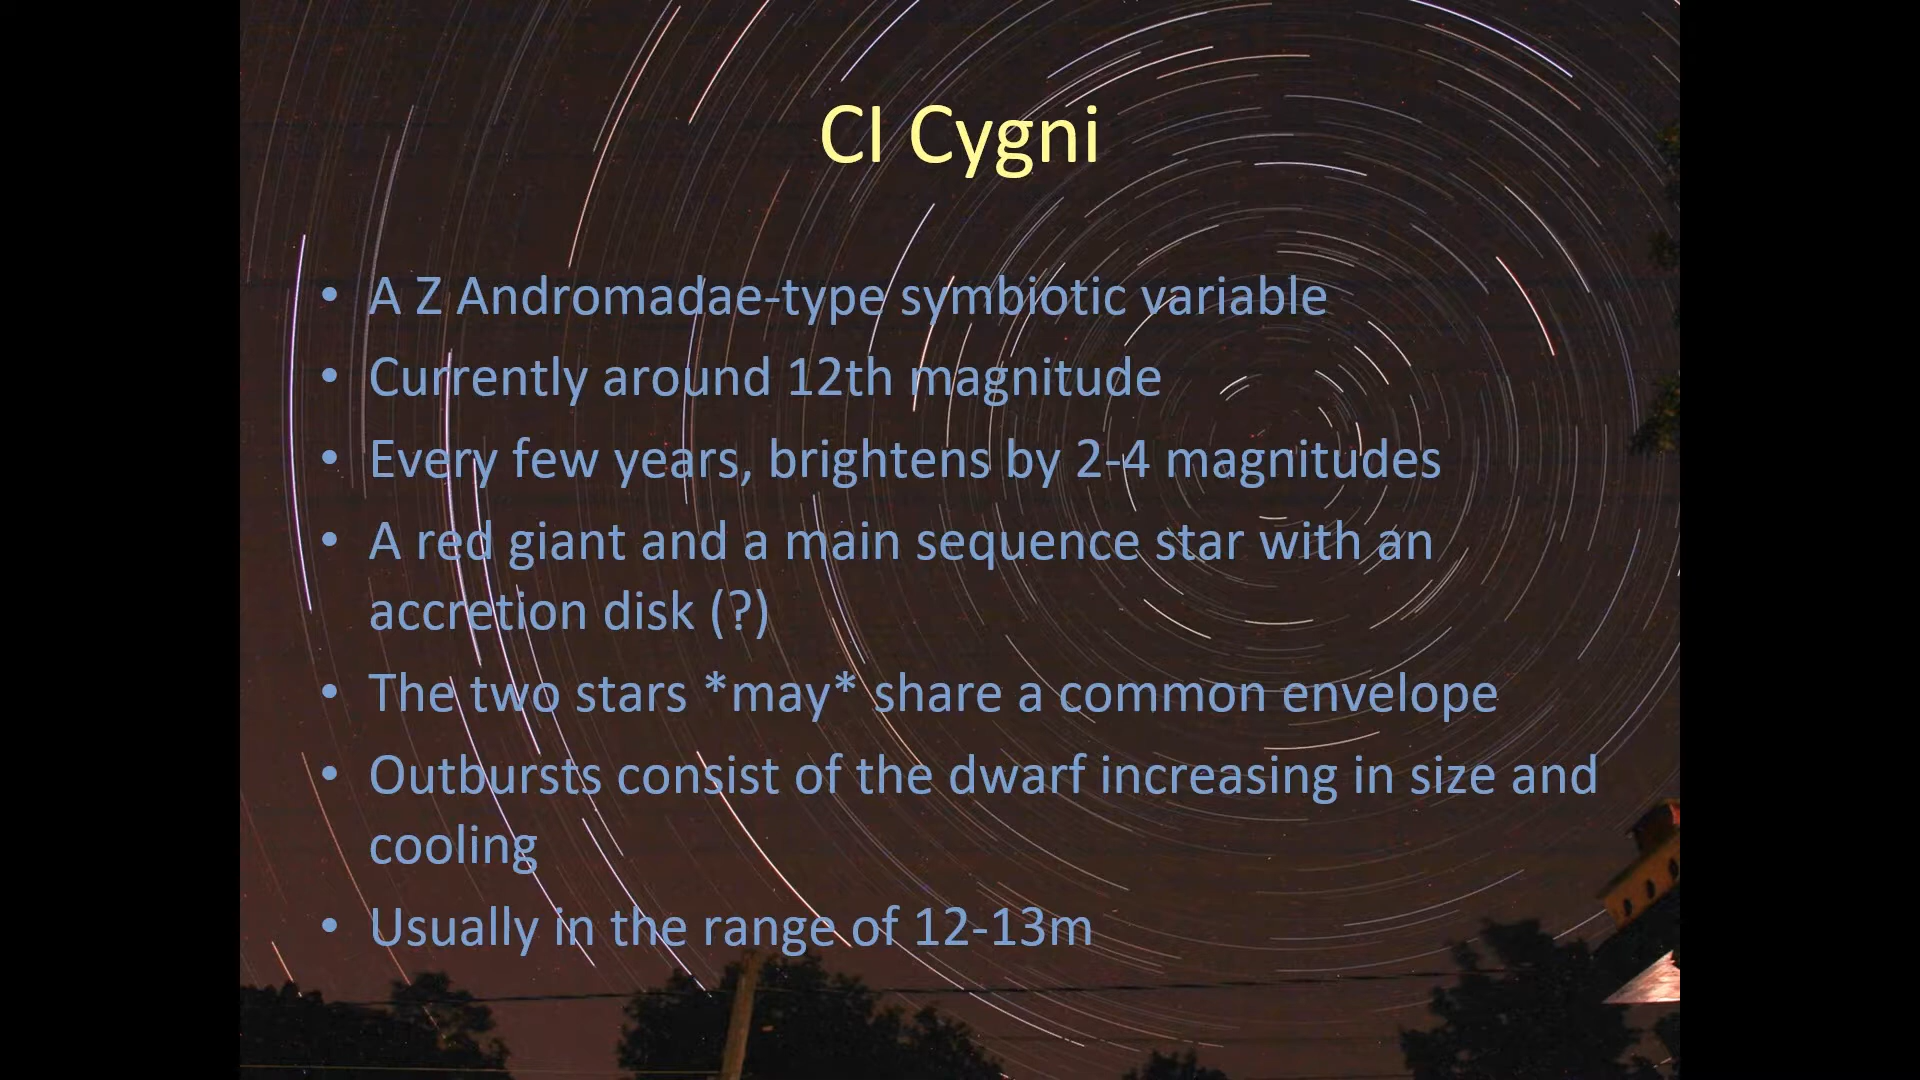 CI Cygni
• A Z Andromadae-type symbiotic variable
• Currently around 12th magnitude
• Every few years, brightens by 2-4 magnitudes
• A red giant and a main sequence star with an
accretion disk (?)
• The two stars *may* share a common envelope
• Outbursts consist of the dwarf increasing in size and
cooling
• Usually in the range of 12-13m